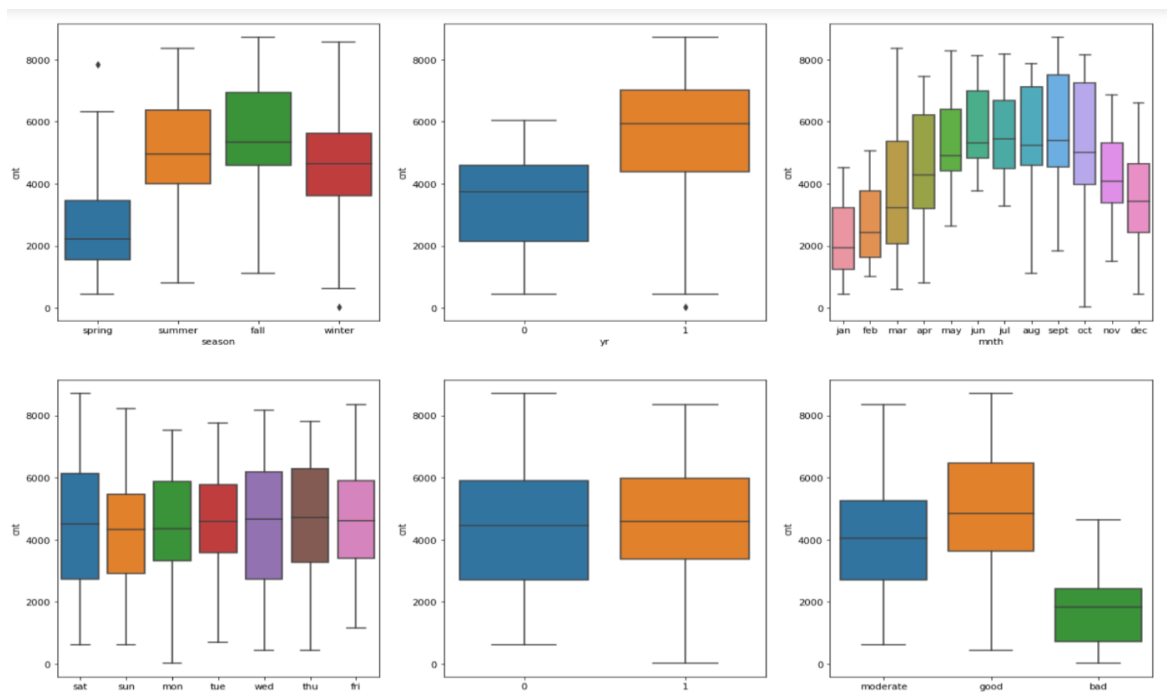 8000
6000
4000
2000
0
cnt
spring summer fall winter
season
8000
6000
4000
2000
0
cnt
0 1
yr
8000
6000
4000
2000
0
cnt
jan feb mar apr may jun jul aug sept oct nov dec
mnth
8000
6000
4000
2000
0
cnt
sat sun mon tue wed thu fri
8000
6000
4000
2000
0
cnt
0 1
8000
6000
4000
2000
0
cnt
moderate good bad